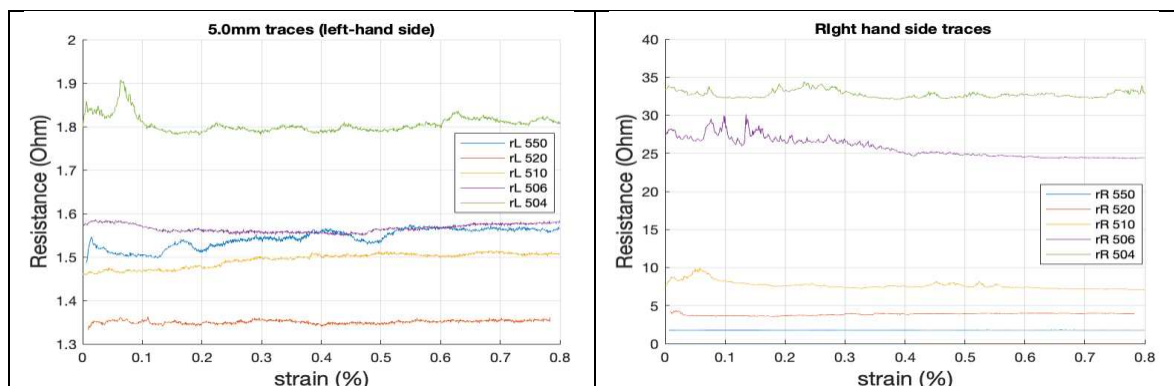 5.0mm traces (left-hand side)
2
1.9
1.8
1.7
1.6
1.5
1.4
1.3
Resistance (Ohm)
rL 550
rL 520
rL 510
rL 506
rL 504
0 0.1 0.2 0.3 0.4 0.5 0.6 0.7 0.8
strain (%)
RIght hand side traces
40
35
30
25
20
15
10
5
0
Resistance (Ohm)
rR 550
rR 520
rR 510
rR 506
rR 504
0 0.1 0.2 0.3 0.4 0.5 0.6 0.7 0.8
strain (%)